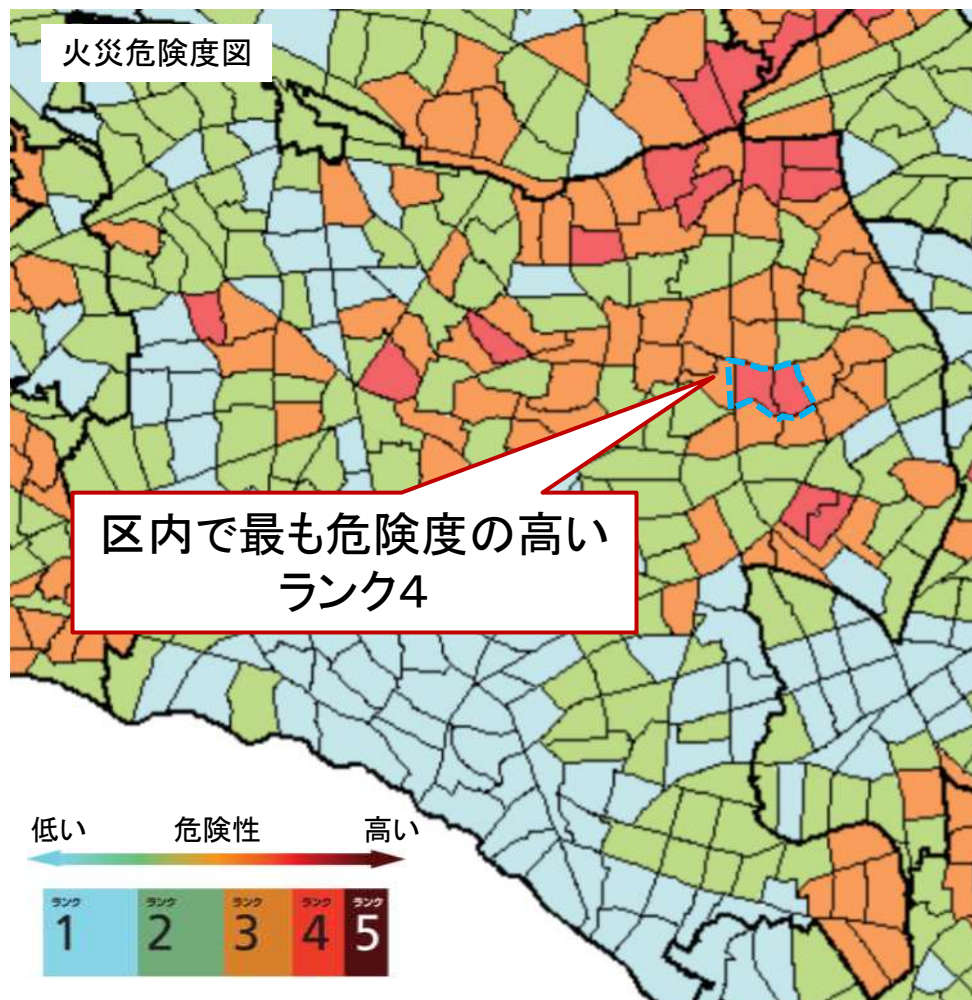 火災危険度図
区内で最も危険度の高い
ランク4
低い 危険性 高い
ランク ランク ランク ランク ランク
1 2 3 4 5